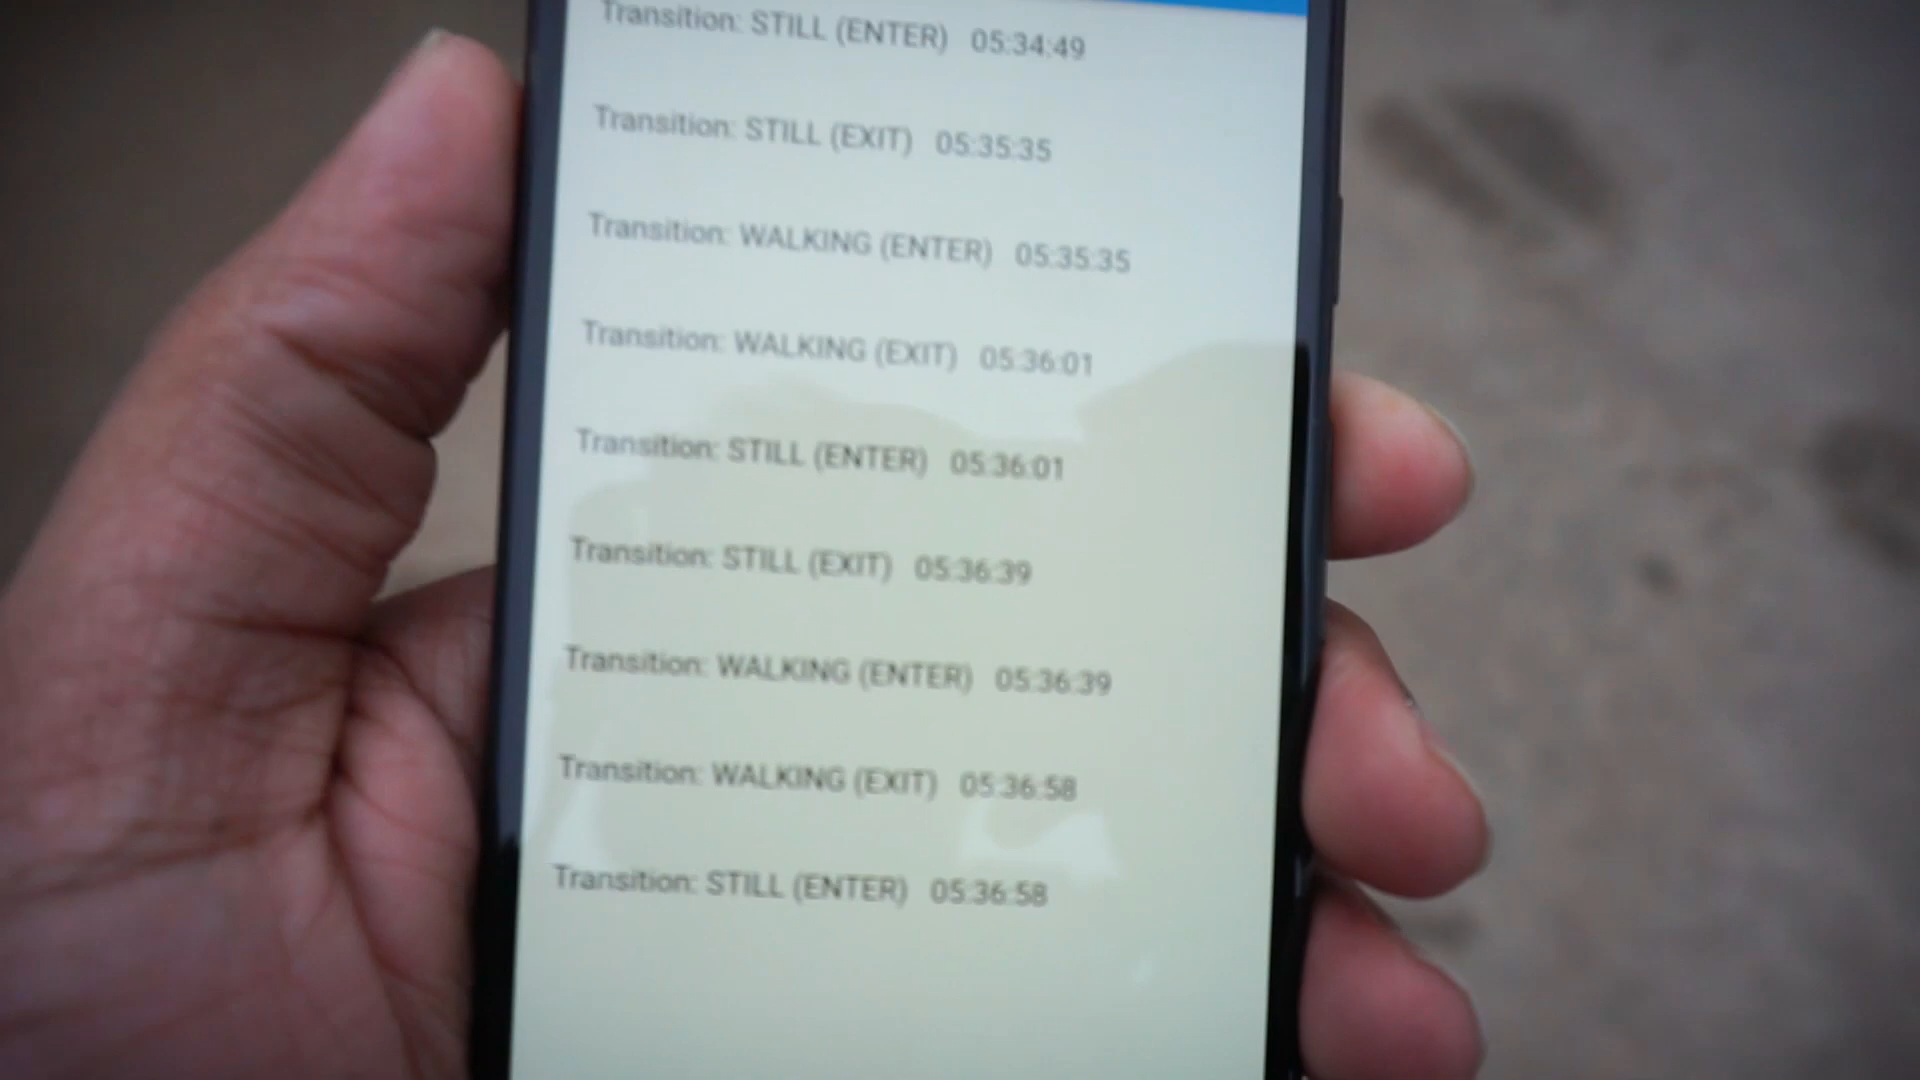 Transition: STILL (ENTER) 05:34:49
Transition: STILL (EXIT) 05:35:35
Transition: WALKING (ENTER) 05:35:35
Transition: WALKING (EXIT) 05:36:01
Transition: STILL (ENTER) 05:36:01
Transition: STILL (EXIT) 05:36:39
Transition: WALKING (ENTER) 05:36:39
Transition: WALKING (EXIT) 05:36:58
Transition: STILL (ENTER) 05:36:58